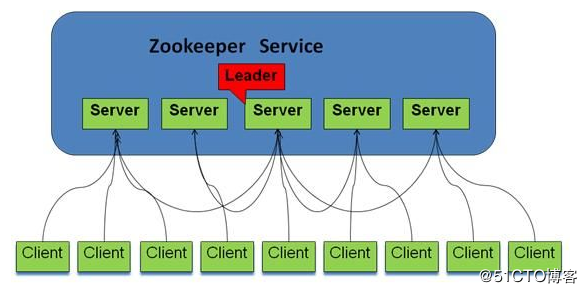 Zookeeper Service
Leader
Server Server Server Server Server
Client Client Client Client Client Client Client Client Client
@51CTO博客